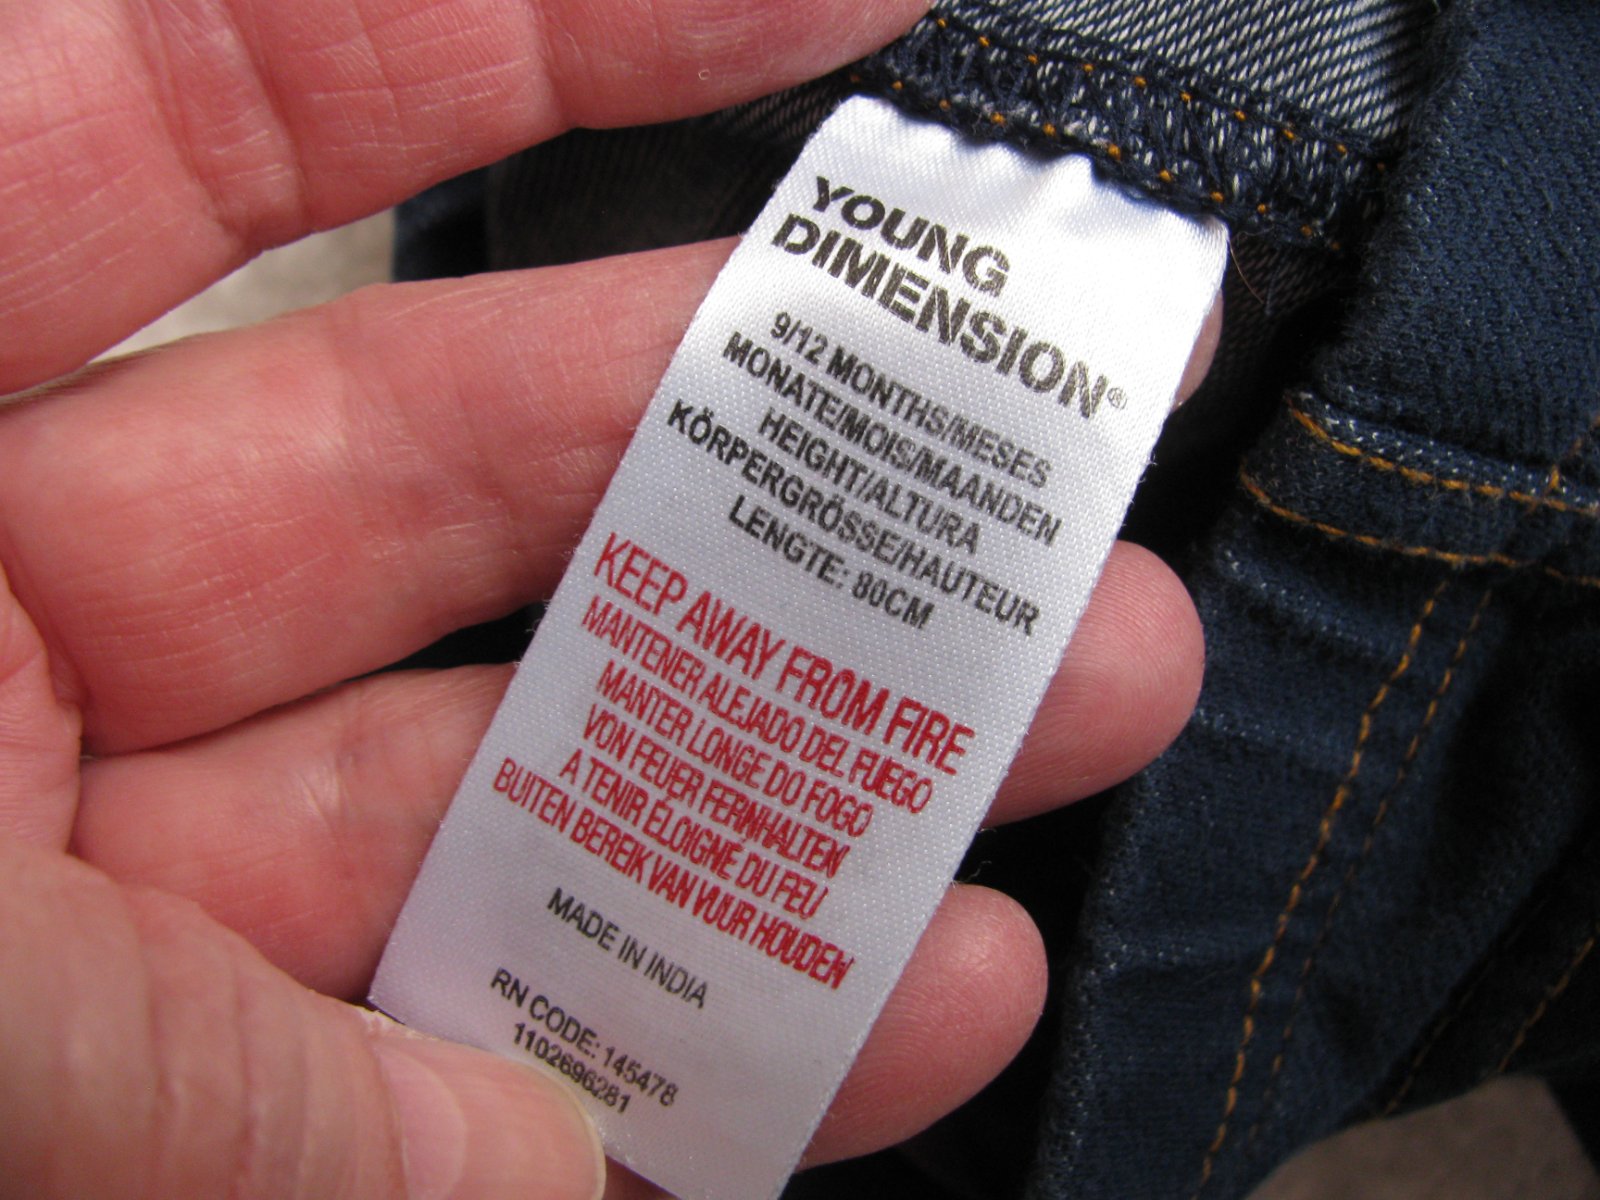 YOUNG
DIMENSION®
9/12 MONTHS/MESES
MONATE/MOIS/MAANDEN
HEIGHT/ALTURA
KÖRPERGRÖSSE/HAUTEUR
LENGTE: 80CM
KEEP AWAY FROM FIRE
MANTENER ALEJADO DEL FUEGO
MANTER LONGE DO FOGO
VON FEUER FERNHALTEN
A TENIR ÉLOIGNÉ DU FEU
BUITEN BEREIK VAN VUUR HOUDEN
MADE IN INDIA
RN CODE: 145478
1102696281